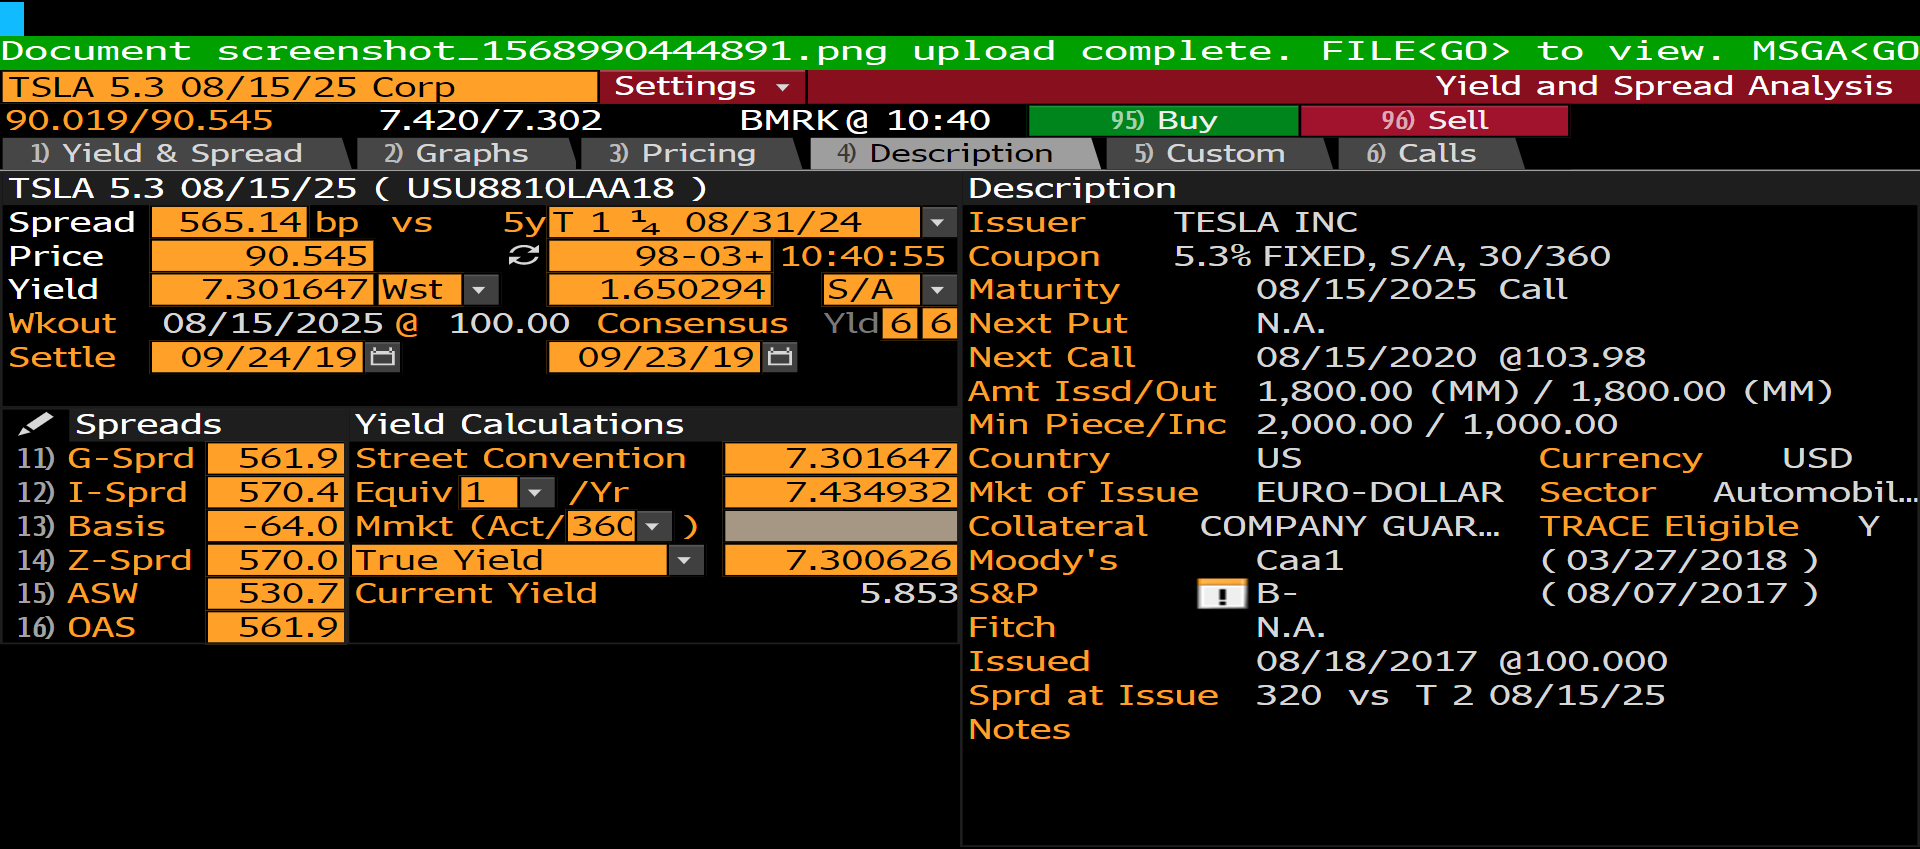 Document screenshot_1568990444891.png upload complete. FILE<GO> to view. MSGA<GO
TSLA 5.3 08/15/25 Corp Settings Yield and Spread Analysis
90.019/90.545 7.420/7.302 BMRK @ 10:40 95) Buy 96) Sell
1) Yield & Spread 2) Graphs 3) Pricing 4) Description 5) Custom 6) Calls
TSLA 5.3 08/15/25 ( USU8810LAA18 )
Spread 565.14 bp vs 5y T 1 ¼ 08/31/24
Price 90.545 98-03+ 10:40:55
Yield 7.301647 Wst 1.650294 S/A
Wkout 08/15/2025 @ 100.00 Consensus Yld 6 6
Settle 09/24/19 09/23/19
Spreads
11) G-Sprd 561.9
12) I-Sprd 570.4
13) Basis -64.0
14) Z-Sprd 570.0
15) ASW 530.7
16) OAS 561.9
Yield Calculations
Street Convention 7.301647
Equiv 1 /Yr 7.434932
Mmkt (Act/ 360 )
True Yield 7.300626
Current Yield 5.853
Description
Issuer TESLA INC
Coupon 5.3% FIXED, S/A, 30/360
Maturity 08/15/2025 Call
Next Put N.A.
Next Call 08/15/2020 @103.98
Amt Issd/Out 1,800.00 (MM) / 1,800.00 (MM)
Min Piece/Inc 2,000.00 / 1,000.00
Country US Currency USD
Mkt of Issue EURO-DOLLAR Sector Automobil...
Collateral COMPANY GUAR... TRACE Eligible Y
Moody's Caa1 ( 03/27/2018 )
S&P ! B- ( 08/07/2017 )
Fitch N.A.
Issued 08/18/2017 @100.000
Sprd at Issue 320 vs T 2 08/15/25
Notes